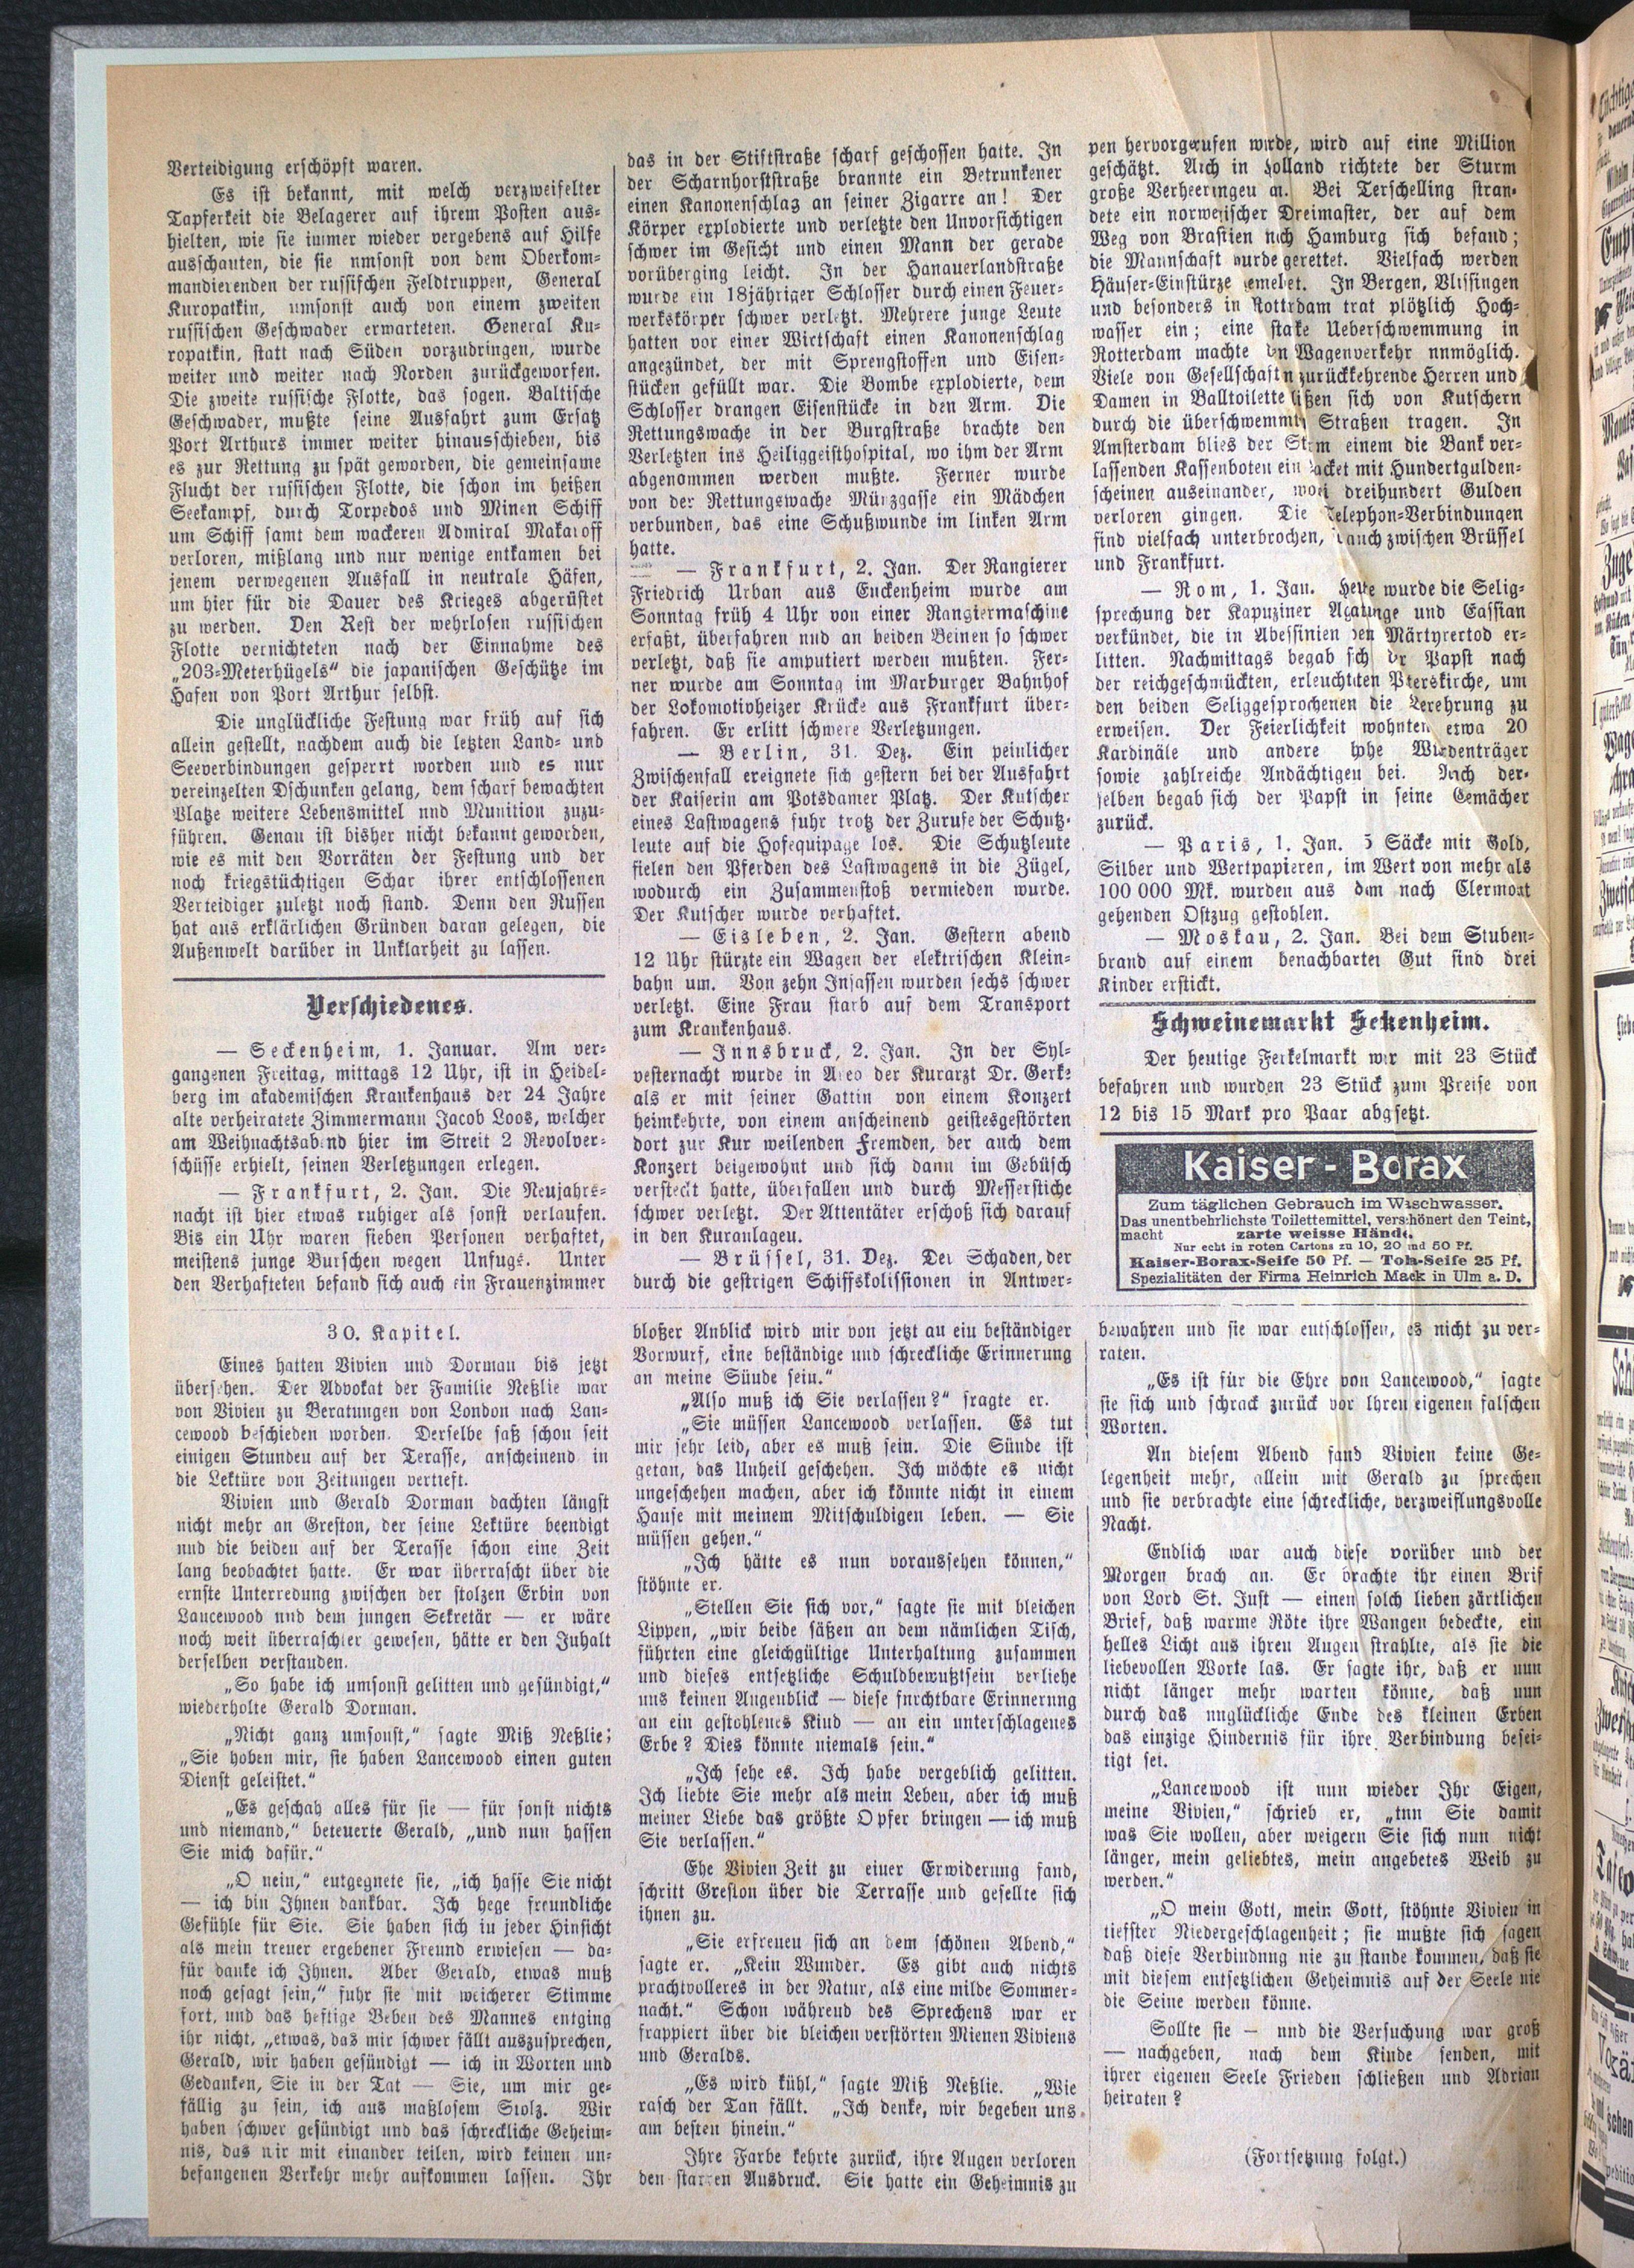 Verteidigung erschöpft waren.
Es ist bekannt, mit welch verzweifelter
Tapferkeit die Belagerer auf ihrem Posten aus-
hielten, wie sie immer wieder vergebens auf Hilfe
ausschauten, die sie umsonst von dem Oberkom-
mandierenden der russischen Feldtruppen, General
Kuropatkin, umsonst auch von einem zweiten
russischen Geschwader erwarteten. General Ku-
ropatkin, statt nach Süden vorzudringen, wurde
weiter und weiter nach Norden zurückgeworfen.
Die zweite russische Flotte, das sogen. Baltische
Geschwader, mußte seine Ausfahrt zum Ersatz
Port Arthurs immer weiter hinausschieben, bis
es zur Rettung zu spät geworden, die gemeinsame
Flucht der russischen Flotte, die schon im heißen
Seekampf, durch Torpedos und Minen Schiff
um Schiff samt dem wackeren Admiral Makaroff
verloren, mißlang und nur wenige entkamen bei
jenem verwegenen Ausfall in neutrale Häfen,
um hier für die Dauer des Krieges abgerüstet
zu werden. Den Rest der wehrlosen russischen
Flotte vernichteten nach der Einnahme des
„203-Meterhügels“ die japanischen Geschütze im
Hafen von Port Arthur selbst.
Die unglückliche Festung war früh auf sich
allein gestellt, nachdem auch die letzten Land- und
Seeverbindungen gesperrt worden und es nur
vereinzelten Dschunken gelang, dem scharf bewachten
Platze weitere Lebensmittel und Munition zuzu-
führen. Genau ist bisher nicht bekannt geworden,
wie es mit den Vorräten der Festung und der
noch kriegstüchtigen Schar ihrer entschlossenen
Verteidiger zuletzt noch stand. Denn den Russen
hat aus erklärlichen Gründen daran gelegen, die
Außenwelt darüber in Unklarheit zu lassen.
Verschiedenes.
— Seckenheim, 1. Januar. Am ver-
gangenen Freitag, mittags 12 Uhr, ist in Heidel-
berg im akademischen Krankenhaus der 24 Jahre
alte verheiratete Zimmermann Jacob Loos, welcher
am Weihnachtsabend hier im Streit 2 Revolver-
schüsse erhielt, seinen Verletzungen erlegen.
— Frankfurt, 2. Jan. Die Neujahrs-
nacht ist hier etwas ruhiger als sonst verlaufen.
Bis ein Uhr waren sieben Personen verhaftet,
meistens junge Burschen wegen Unfugs. Unter
den Verhafteten befand sich auch ein Frauenzimmer
das in der Stiftstraße scharf geschossen hatte. In
der Scharnhorststraße brannte ein Betrunkener
einen Kanonenschlag an seiner Zigarre an! Der
Körper explodierte und verletzte den Unvorsichtigen
schwer im Gesicht und einen Mann der gerade
vorüberging leicht. In der Hanauerlandstraße
wurde ein 18jähriger Schlosser durch einen Feuer-
werkskörper schwer verletzt. Mehrere junge Leute
hatten vor einer Wirtschaft einen Kanonenschlag
angezündet, der mit Sprengstoffen und Eisen-
stücken gefüllt war. Die Bombe explodierte, dem
Schlosser drangen Eisenstücke in den Arm. Die
Rettungswache in der Burgstraße brachte den
Verletzten ins Heiliggeisthospital, wo ihm der Arm
abgenommen werden mußte. Ferner wurde
von der Rettungswache Münzgasse ein Mädchen
verbunden, das eine Schußwunde im linken Arm
hatte.
— Frankfurt, 2. Jan. Der Rangierer
Friedrich Urban aus Enckenheim wurde am
Sonntag früh 4 Uhr von einer Rangiermaschine
erfaßt, überfahren und an beiden Beinen so schwer
verletzt, daß sie amputiert werden mußten. Fer-
ner wurde am Sonntag im Marburger Bahnhof
der Lokomotivheizer Krücke aus Frankfurt über-
fahren. Er erlitt schwere Verletzungen.
— Berlin, 31. Dez. Ein peinlicher
Zwischenfall ereignete sich gestern bei der Ausfahrt
der Kaiserin am Potsdamer Platz. Der Kutscher
eines Lastwagens fuhr trotz der Zurufe der Schutz-
leute auf die Hofequipage los. Die Schutzleute
fielen den Pferden des Lastwagens in die Zügel,
wodurch ein Zusammenstoß vermieden wurde.
Der Kutscher wurde verhaftet.
— Eisleben, 2. Jan. Gestern abend
12 Uhr stürzte ein Wagen der elektrischen Klein-
bahn um. Von zehn Insassen wurden sechs schwer
verletzt. Eine Frau starb auf dem Transport
zum Krankenhaus.
— Innsbruck, 2. Jan. In der Syl-
vesternacht wurde in Arco der Kurarzt Dr. Gerke
als er mit seiner Gattin von einem Konzert
heimkehrte, von einem anscheinend geistesgestörten
dort zur Kur weilenden Fremden, der auch dem
Konzert beigewohnt und sich dann im Gebüsch
versteckt hatte, überfallen und durch Messerstiche
schwer verletzt. Der Attentäter erschoß sich darauf
in den Kuranlagen.
— Brüssel, 31. Dez. Der Schaden, der
durch die gestrigen Schiffskolissionen in Antwer-
pen hervorgerufen wurde, wird auf eine Million
geschätzt. Auch in Holland richtete der Sturm
große Verheerungen an. Bei Terschelling stran-
dete ein norwegischer Dreimaster, der auf dem
Weg von Brasilien nach Hamburg sich befand;
die Mannschaft wurde gerettet. Vielfach werden
Häuser-Einstürze gemeldet. In Bergen, Vlissingen
und besonders in Rotterdam trat plötzlich Hoch-
wasser ein; eine starke Ueberschwemmung in
Rotterdam machte den Wagenverkehr unmöglich.
Viele von Gesellschaften zurückkehrende Herren und
Damen in Balltoilette ließen sich von Kutschern
durch die überschwemmten Straßen tragen. In
Amsterdam blies der Sturm einem die Bank ver-
lassenden Kassenboten ein Packet mit Hundertgulden-
scheinen auseinander, wobei dreihundert Gulden
verloren gingen. Die Telephon-Verbindungen
sind vielfach unterbrochen, auch zwischen Brüssel
und Frankfurt.
— Rom, 1. Jan. Heute wurde die Selig-
sprechung der Kapuziner Agatange und Cassian
verkündet, die in Abessinien den Märtyrertod er-
litten. Nachmittags begab sich der Papst nach
der reichgeschmückten, erleuchteten Peterskirche, um
den beiden Seliggesprochenen die Verehrung zu
erweisen. Der Feierlichkeit wohnten etwa 20
Kardinäle und andere hohe Würdenträger
sowie zahlreiche Andächtigen bei. Nach der-
selben begab sich der Papst in seine Gemächer
zurück.
— Paris, 1. Jan. 5 Säcke mit Gold,
Silber und Wertpapieren, im Wert von mehr als
100 000 Mk. wurden aus dem nach Clermont
gehenden Ostzug gestohlen.
— Moskau, 2. Jan. Bei dem Stuben-
brand auf einem benachbarten Gut sind drei
Kinder erstickt.
Schweinemarkt Seckenheim.
Der heutige Ferkelmarkt war mit 23 Stück
befahren und wurden 23 Stück zum Preise von
12 bis 15 Mark pro Paar abgesetzt.
Kaiser-Borax
Zum täglichen Gebrauch im Waschwasser.
Das unentbehrlichste Toilettemittel, verschönert den Teint,
macht zarte weisse Hände.
Nur echt in roten Cartons zu 10, 20 und 50 Pf.
Kaiser-Borax-Seife 50 Pf. — Tola-Seife 25 Pf.
Spezialitäten der Firma Heinrich Mack in Ulm a. D.
30. Kapitel.
Eines hatten Vivien und Dorman bis jetzt
übersehen. Der Advokat der Familie Neßlie war
von Vivien zu Beratungen von London nach Lan-
cewood beschieden worden. Derselbe saß schon seit
einigen Stunden auf der Terasse, anscheinend in
die Lektüre von Zeitungen vertieft.
Vivien und Gerald Dorman dachten längst
nicht mehr an Greston, der seine Lektüre beendigt
und die beiden auf der Terasse schon eine Zeit
lang beobachtet hatte. Er war überrascht über die
ernste Unterredung zwischen der stolzen Erbin von
Lancewood und dem jungen Sekretär — er wäre
noch weit überraschter gewesen, hätte er den Inhalt
derselben verstanden.
„So habe ich umsonst gelitten und gesündigt,“
wiederholte Gerald Dorman.
„Nicht ganz umsonst,“ sagte Miß Neßlie;
„Sie hoben mir, sie haben Lancewood einen guten
Dienst geleistet.“
„Es geschah alles für sie — für sonst nichts
und niemand,“ beteuerte Gerald, „und nun hassen
Sie mich dafür.“
„O nein,“ entgegnete sie, „ich hasse Sie nicht
— ich bin Ihnen dankbar. Ich hege freundliche
Gefühle für Sie. Sie haben sich in jeder Hinsicht
als mein treuer ergebener Freund erwiesen — da-
für danke ich Ihnen. Aber Gerald, etwas muß
noch gesagt sein,“ fuhr sie mit weicherer Stimme
fort, und das heftige Beben des Mannes entging
ihr nicht, „etwas, das mir schwer fällt auszusprechen,
Gerald, wir haben gesündigt — ich in Worten und
Gedanken, Sie in der Tat — Sie, um mir ge-
fällig zu sein, ich aus maßlosem Stolz. Wir
haben schwer gesündigt und das schreckliche Geheim-
nis, das wir mit einander teilen, wird keinen un-
befangenen Verkehr mehr aufkommen lassen. Ihr
bloßer Anblick wird mir von jetzt an ein beständiger
Vorwurf, eine beständige und schreckliche Erinnerung
an meine Sünde sein.“
„Also muß ich Sie verlassen?“ fragte er.
„Sie müssen Lancewood verlassen. Es tut
mir sehr leid, aber es muß sein. Die Sünde ist
getan, das Unheil geschehen. Ich möchte es nicht
ungeschehen machen, aber ich könnte nicht in einem
Hause mit meinem Mitschuldigen leben. — Sie
müssen gehen.“
„Ich hätte es nun voraussehen können,“
stöhnte er.
„Stellen Sie sich vor,“ sagte sie mit bleichen
Lippen, „wir beide säßen an dem nämlichen Tisch,
führten eine gleichgültige Unterhaltung zusammen
und dieses entsetzliche Schuldbewußtsein verliehe
uns keinen Augenblick — diese furchtbare Erinnerung
an ein gestohlenes Kind — an ein unterschlagenes
Erbe? Dies könnte niemals sein.“
„Ich sehe es. Ich habe vergeblich gelitten.
Ich liebte Sie mehr als mein Leben, aber ich muß
meiner Liebe das größte Opfer bringen — ich muß
Sie verlassen.“
Ehe Vivien Zeit zu einer Erwiderung fand,
schritt Greston über die Terrasse und gesellte sich
ihnen zu.
„Sie erfreuen sich an dem schönen Abend,“
sagte er. „Kein Wunder. Es gibt auch nichts
prachtvolleres in der Natur, als eine milde Sommer-
nacht.“ Schon während des Sprechens war er
frappiert über die bleichen verstörten Mienen Viviens
und Geralds.
„Es wird kühl,“ sagte Miß Neßlie. „Wie
rasch der Tan fällt. „Ich denke, wir begeben uns
am besten hinein.“
Ihre Farbe kehrte zurück, ihre Augen verloren
den starren Ausdruck. Sie hatte ein Geheimnis zu
bewahren und sie war entschlossen, es nicht zu ver-
raten.
„Es ist für die Ehre von Lancewood,“ sagte
sie sich und schrack zurück vor Ihren eigenen falschen
Worten.
An diesem Abend fand Vivien keine Ge-
legenheit mehr, allein mit Gerald zu sprechen
und sie verbrachte eine schreckliche, verzweiflungsvolle
Nacht.
Endlich war auch diese vorüber und der
Morgen brach an. Er brachte ihr einen Brif
von Lord St. Just — einen solch lieben zärtlichen
Brief, daß warme Röte ihre Wangen bedeckte, ein
helles Licht aus ihren Augen strahlte, als sie die
liebevollen Worte las. Er sagte ihr, daß er nun
nicht länger mehr warten könne, daß nun
durch das unglückliche Ende des kleinen Erben
das einzige Hindernis für ihre Verbindung besei-
tigt sei.
„Lancewood ist nun wieder Ihr Eigen,
meine Vivien,“ schrieb er, „tun Sie damit
was Sie wollen, aber weigern Sie sich nun nicht
länger, mein geliebtes, mein angebetes Weib zu
werden.“
„O mein Gott, mein Gott, stöhnte Vivien in
tiefster Niedergeschlagenheit; sie mußte sich sagen
daß diese Verbindung nie zu stande kommen, daß sie
mit diesem entsetzlichen Geheimnis auf der Seele nie
die Seine werden könne.
Sollte sie — und die Versuchung war groß
— nachgeben, nach dem Kinde senden, mit
ihrer eigenen Seele Frieden schließen und Adrian
heiraten?
(Fortsetzung folgt.)